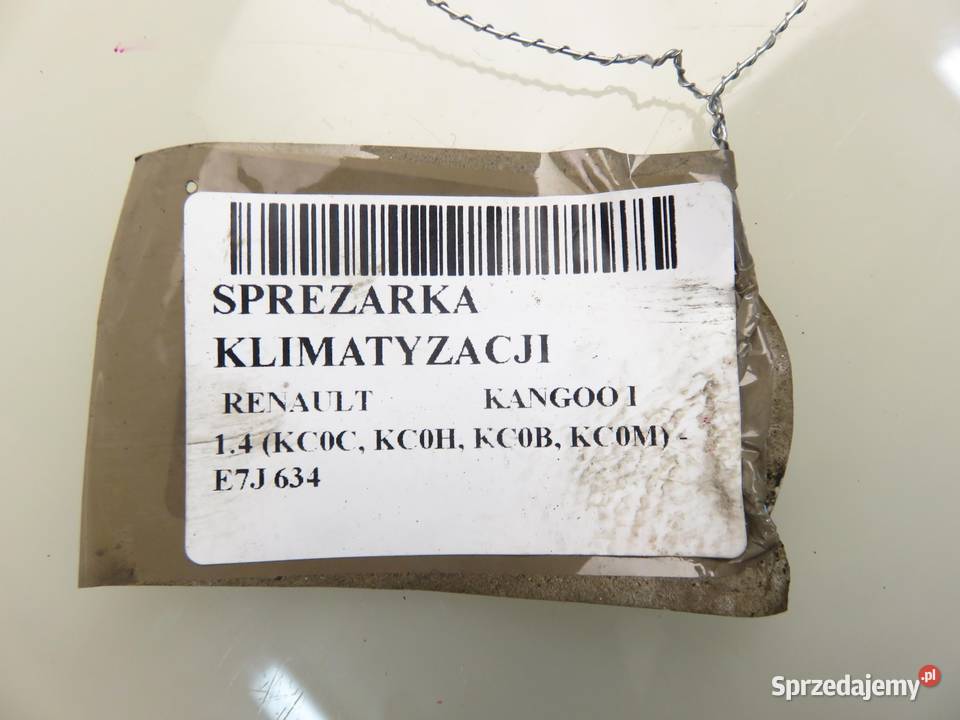 SPREZARKA
KLIMATYZACJI
RENAULT KANGOO I
1.4 (KC0C, KC0H, KC0B, KC0M) -
E7J 634
Sprzedajemy.pl